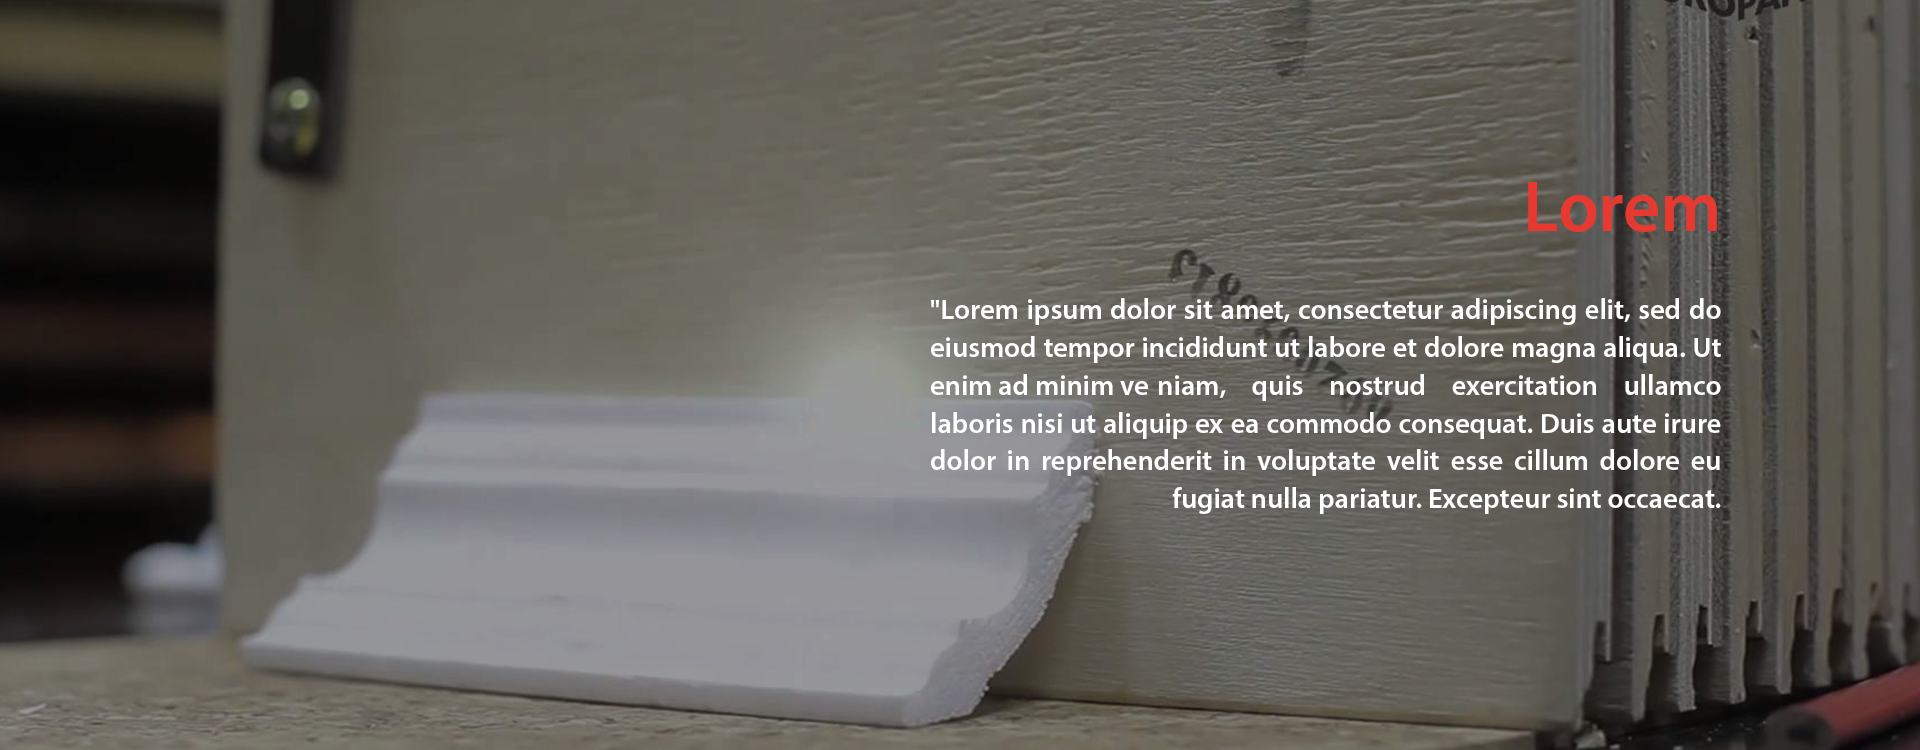 Lorem
"Lorem ipsum dolor sit amet, consectetur adipiscing elit, sed do
eiusmod tempor incididunt ut labore et dolore magna aliqua. Ut
enim ad minim ve niam, quis nostrud exercitation ullamco
laboris nisi ut aliquip ex ea commodo consequat. Duis aute irure
dolor in reprehenderit in voluptate velit esse cillum dolore eu
fugiat nulla pariatur. Excepteur sint occaecat.